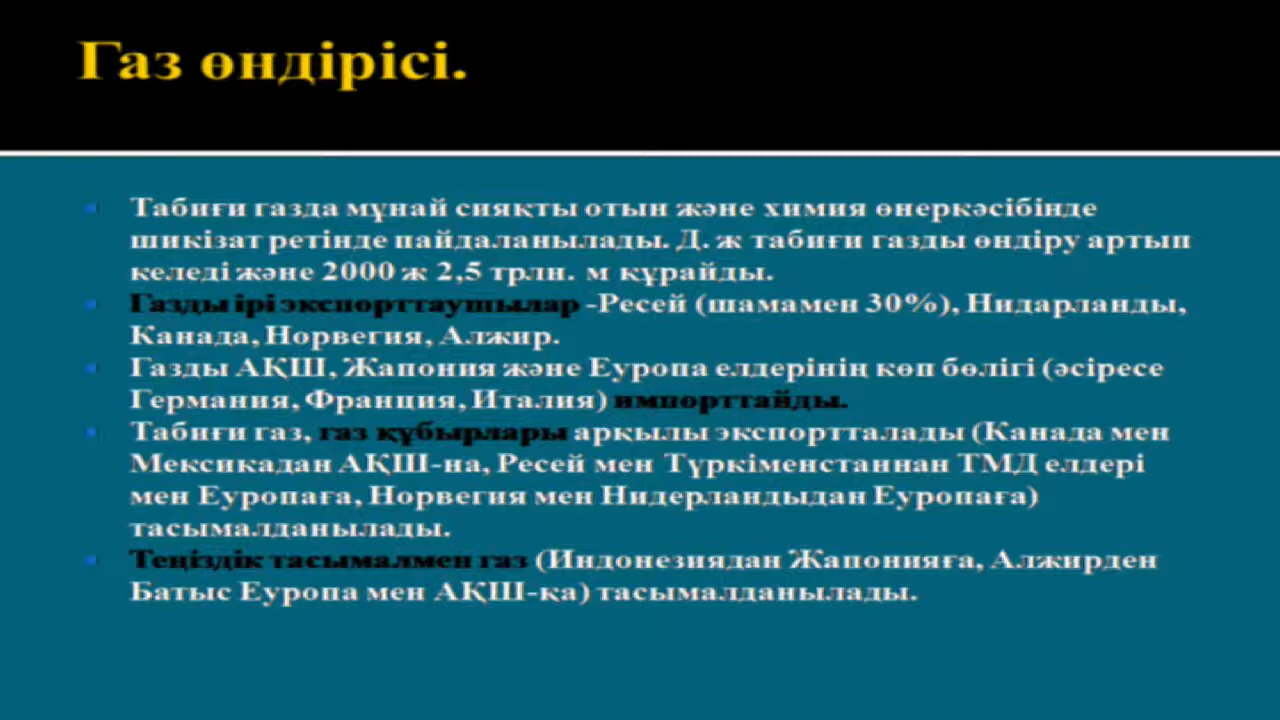 Газ өндірісі.
Табиғи газда мұнай сияқты отын және химия өнеркәсібінде
шикізат ретінде пайдаланылады. Д. ж табиғи газды өндіру артып
келеді және 2000 ж 2,5 трлн. м құрайды.
Газды ірі экспорттаушылар -Ресей (шамамен 30%), Нидарланды,
Канада, Норвегия, Алжир.
Газды АҚШ, Жапония және Еуропа елдерінің көп бөлігі (әсіресе
Германия, Франция, Италия) импорттайды.
Табиғи газ, газ құбырлары арқылы экспортталады (Канада мен
Мексикадан АҚШ-на, Ресей мен Түркіменстаннан ТМД елдері
мен Еуропаға, Норвегия мен Нидерландыдан Еуропаға)
тасымалданылады.
Теңіздік тасымалмен газ (Индонезиядан Жапонияға, Алжирден
Батыс Еуропа мен АҚШ-қа) тасымалданылады.